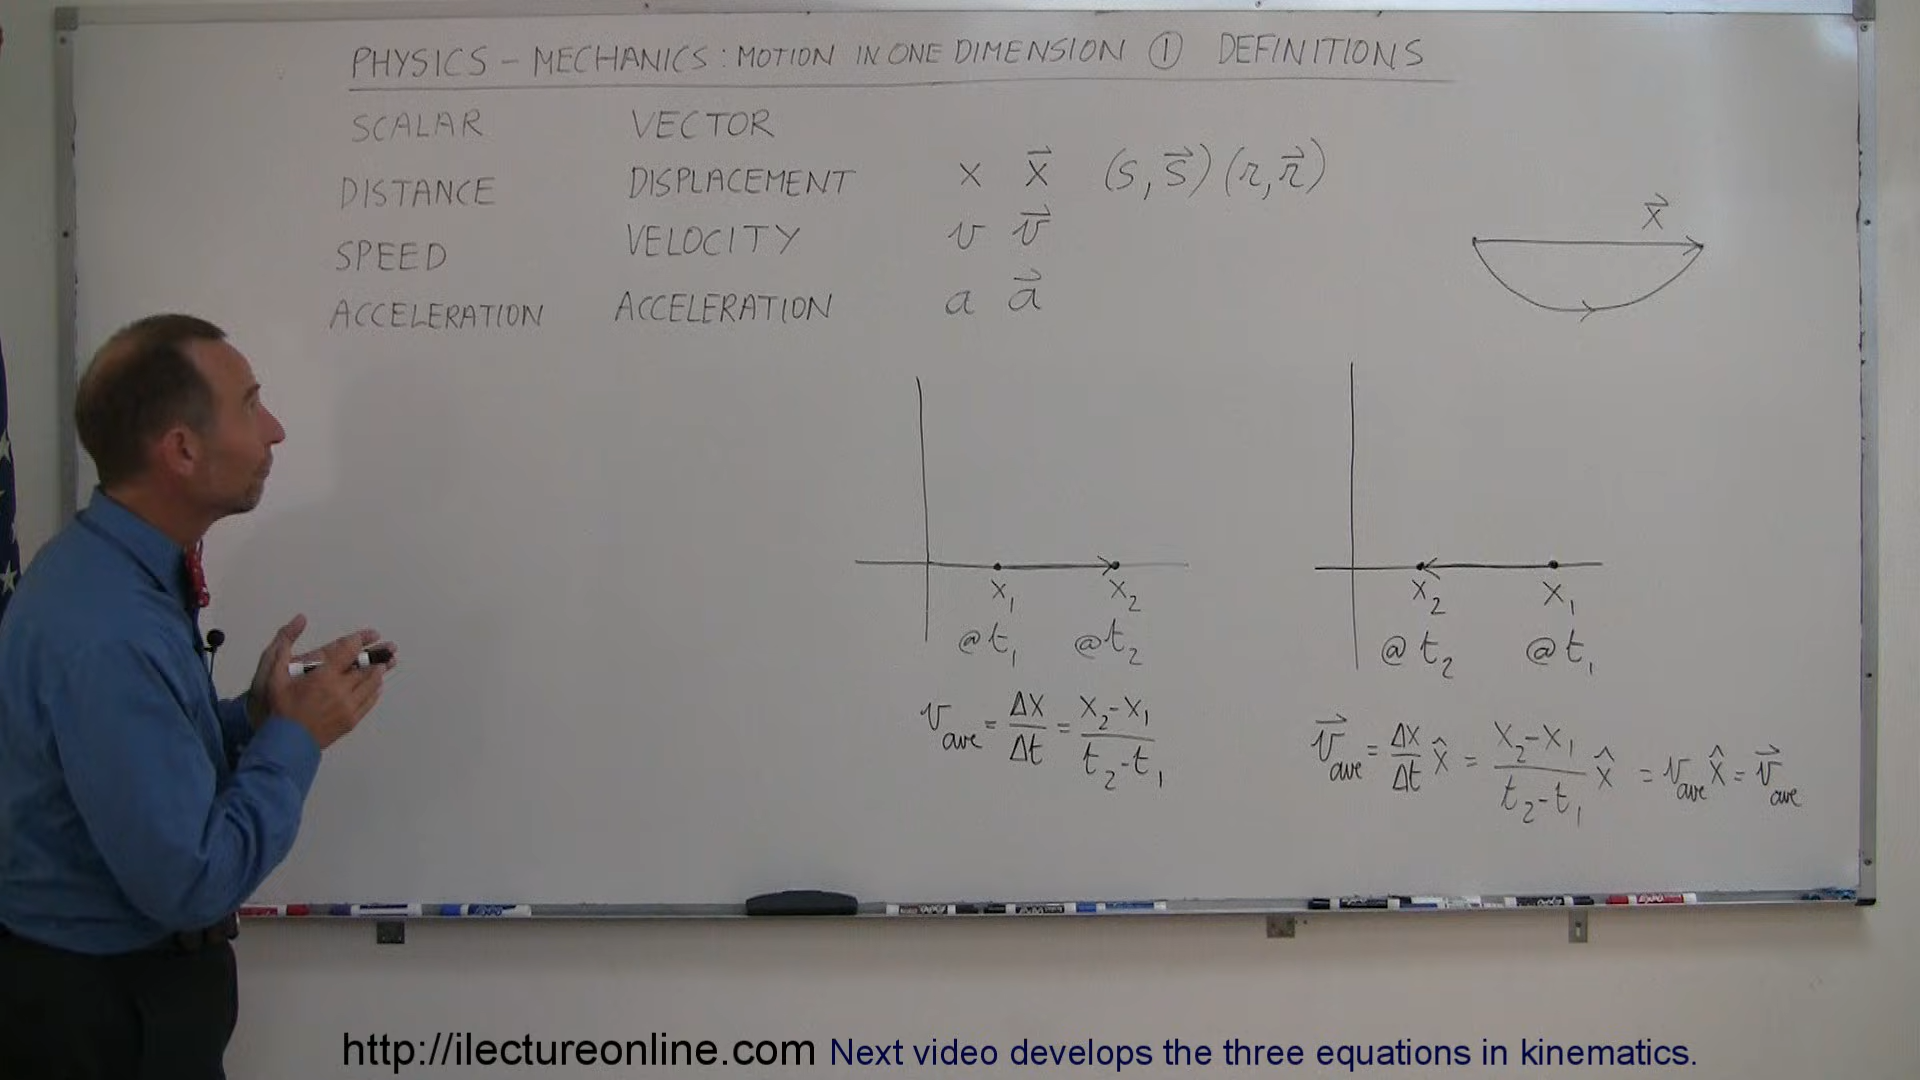 PHYSICS – MECHANICS: MOTION IN ONE DIMENSION ① DEFINITIONS
SCALAR VECTOR
DISTANCE DISPLACEMENT x x⃗ (s, s⃗) (r, r⃗)
SPEED VELOCITY v v⃗
ACCELERATION ACCELERATION a a⃗
x⃗
x₁ x₂
@t₁ @t₂
v_ave = Δx/Δt = (x₂-x₁)/(t₂-t₁)
x₂ x₁
@ t₂ @ t₁
v⃗_ave = Δx/Δt x̂ = (x₂-x₁)/(t₂-t₁) x̂ = v_ave x̂ = v⃗_ave
http://ilectureonline.com Next video develops the three equations in kinematics.